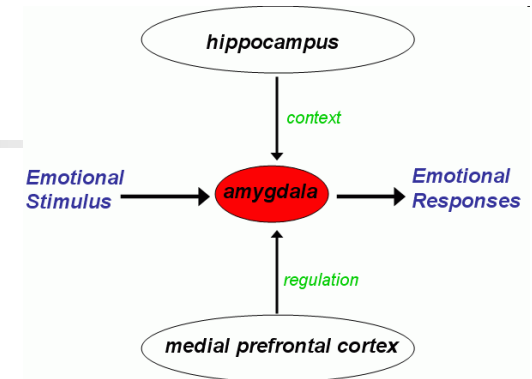 hippocampus
context
Emotional
Stimulus
amygdala
Emotional
Responses
regulation
medial prefrontal cortex